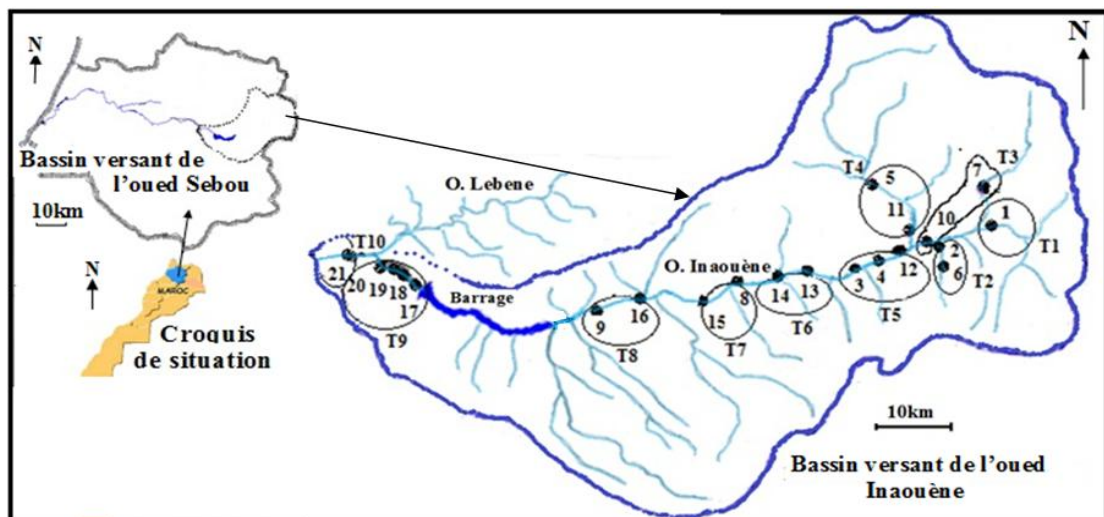 N
Bassin versant de
l'oued Sebou
10km
N
MAROC
Croquis
de situation
N
O. Lebene
T4
5
7
T3
11
10
1
T1
2
T10
O. Inaouène
12
6
T2
21
20
19
18
17
Barrage
8
14
13
3
4
T5
9
16
15
T6
T7
T8
T9
10km
Bassin versant de l'oued
Inaouène